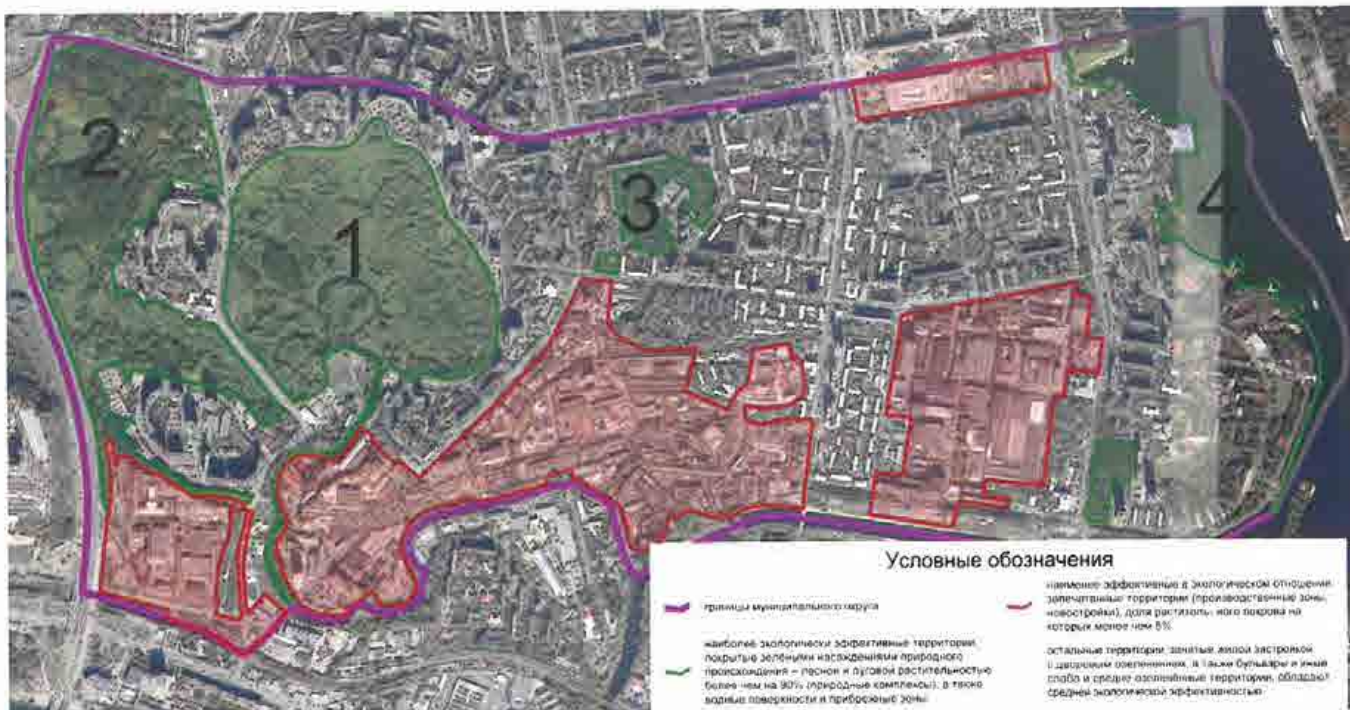 2
1
3
4
Условные обозначения
границы муниципального округа
наиболее экологически эффективные территории,
покрытые зелёными насаждениями природного
происхождения – лесной и луговой растительностью
более чем на 90% (природные комплексы), а также
водные поверхности и прибрежные зоны
наименее эффективные в экологическом отношении,
запечатанные территории (производственные зоны,
новостройки), доля растительного покрова на
которых менее чем 5%
остальные территории, занятые жилой застройкой
с дворовым озеленением, а также бульвары и иные
слабо и средне озеленённые территории, обладают
средней экологической эффективностью